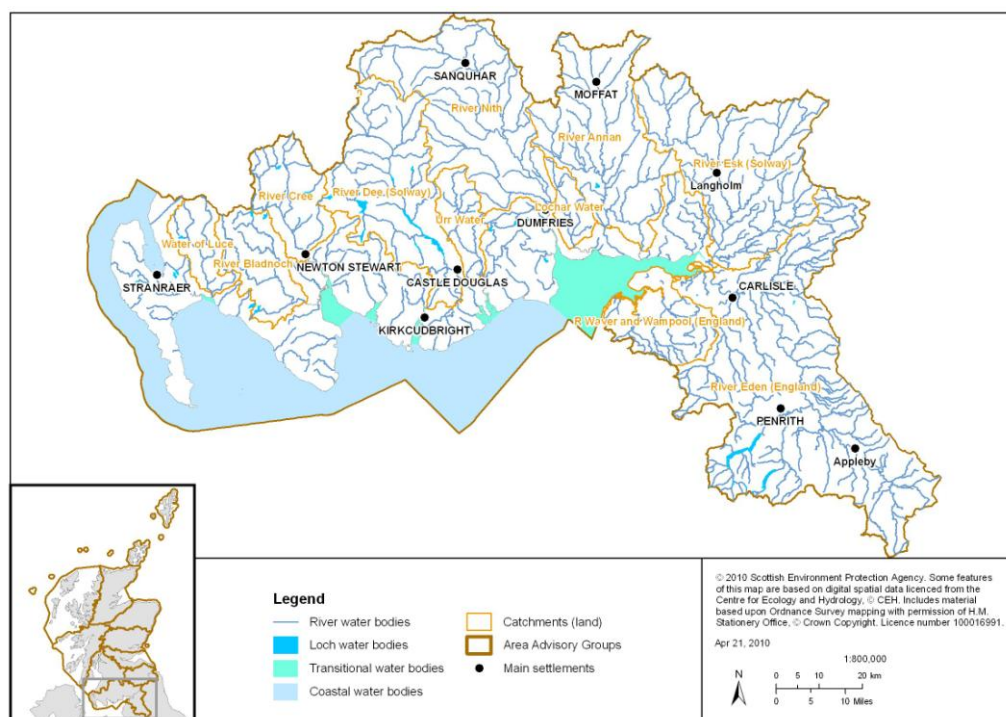 SANQUHAR
MOFFAT
River Nith
River Annan
River Esk (Solway)
Langholm
River Cree
River Dee (Solway)
Lochar Water
Urr Water
DUMFRIES
Water of Luce
River Bladnoch
NEWTON STEWART
STRANRAER
CASTLE DOUGLAS
CARLISLE
KIRKCUDBRIGHT
R Waver and Wampool (England)
River Eden (England)
PENRITH
Appleby
Legend
River water bodies
Loch water bodies
Transitional water bodies
Coastal water bodies
Catchments (land)
Area Advisory Groups
Main settlements
© 2010 Scottish Environment Protection Agency. Some features
of this map are based on digital spatial data licenced from the
Centre for Ecology and Hydrology, © CEH. Includes material
based upon Ordnance Survey mapping with permission of H.M.
Stationery Office, © Crown Copyright. Licence number 100016991.
Apr 21, 2010
1:800,000
N
0 5 10 20 km
0 5 10 Miles